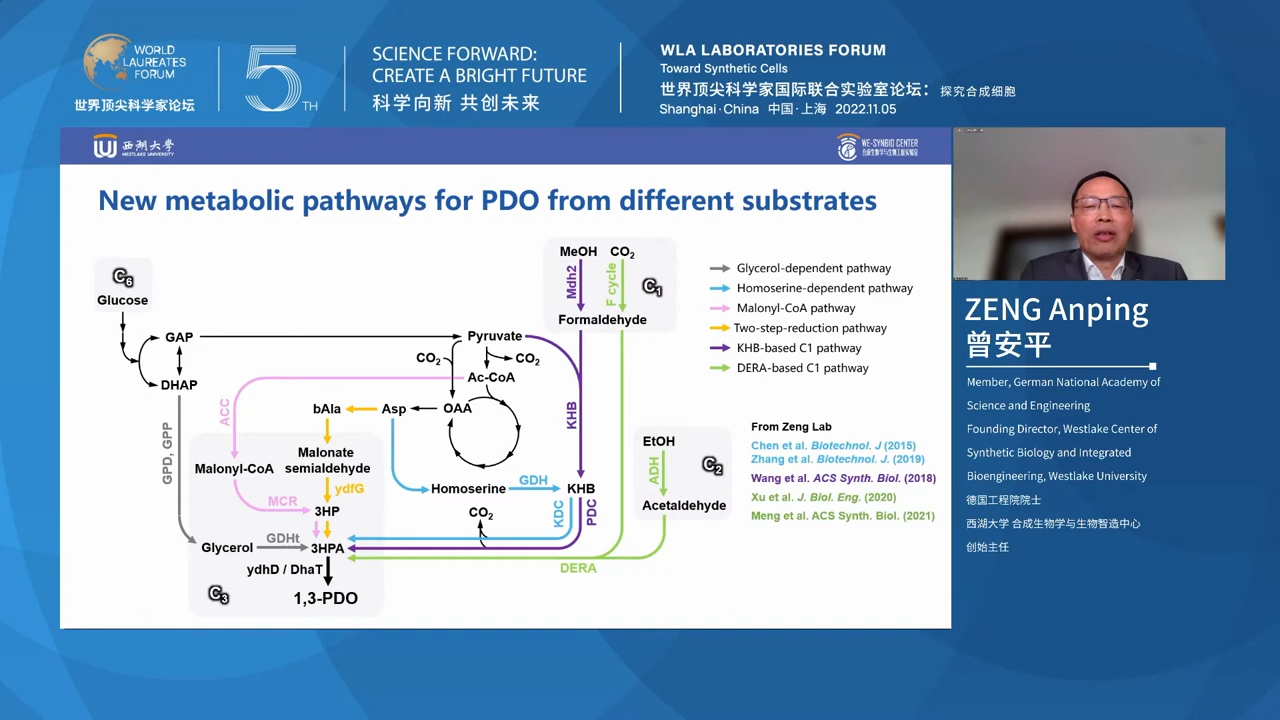 WORLD
LAUREATES
FORUM
世界顶尖科学家论坛
5TH
SCIENCE FORWARD:
CREATE A BRIGHT FUTURE
科学向新 共创未来
WLA LABORATORIES FORUM
Toward Synthetic Cells
世界顶尖科学家国际联合实验室论坛：探究合成细胞
Shanghai·China 中国·上海 2022.11.05
西湖大學
WESTLAKE UNIVERSITY
WE-SYNBIO CENTER
New metabolic pathways for PDO from different substrates
C6
Glucose
GAP
DHAP
GPD, GPP
Pyruvate
CO2
CO2
Ac-CoA
ACC
bAla
Asp
OAA
Malonate
semialdehyde
Malonyl-CoA
ydfG
MCR
3HP
Homoserine
GDH
KHB
CO2
KDC
PDC
Glycerol
GDHt
3HPA
ydhD / DhaT
C3
1,3-PDO
DERA
MeOH
CO2
Mdh2
F cycle
C1
Formaldehyde
KHB
EtOH
ADH
C2
Acetaldehyde
Glycerol-dependent pathway
Homoserine-dependent pathway
Malonyl-CoA pathway
Two-step-reduction pathway
KHB-based C1 pathway
DERA-based C1 pathway
From Zeng Lab
Chen et al. Biotechnol. J (2015)
Zhang et al. Biotechnol. J. (2019)
Wang et al. ACS Synth. Biol. (2018)
Xu et al. J. Biol. Eng. (2020)
Meng et al. ACS Synth. Biol. (2021)
ZENG Anping
曾安平
Member, German National Academy of
Science and Engineering
Founding Director, Westlake Center of
Synthetic Biology and Integrated
Bioengineering, Westlake University
德国工程院院士
西湖大学 合成生物学与生物智造中心
创始主任